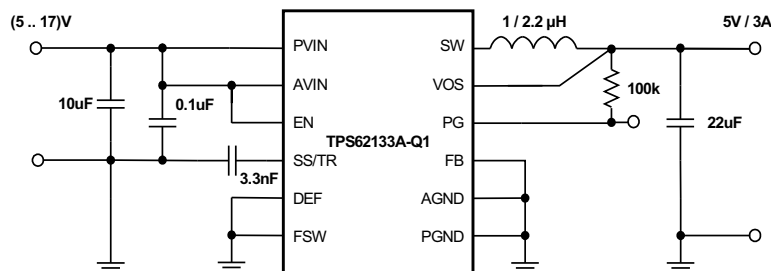 (5 .. 17)V
1 / 2.2 µH
5V / 3A
PVIN
SW
AVIN
VOS
10uF
0.1uF
100k
EN
PG
22uF
TPS62133A-Q1
SS/TR
FB
3.3nF
DEF
AGND
FSW
PGND